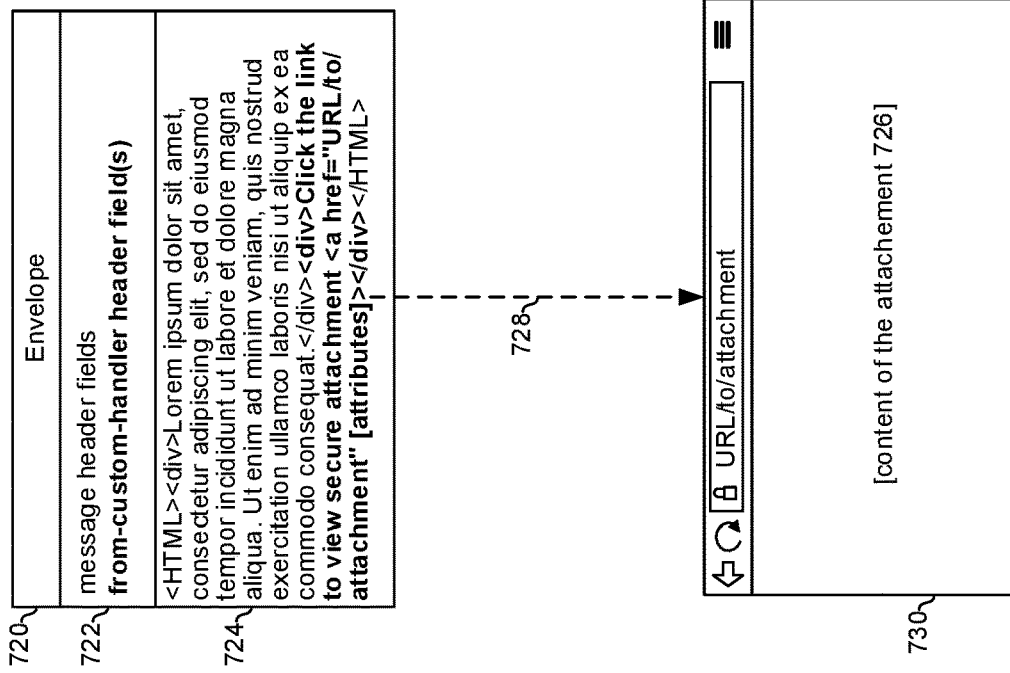 720
Envelope
722
message header fields
from-custom-handler header field(s)
724
<HTML><div>Lorem ipsum dolor sit amet,
consectetur adipiscing elit, sed do eiusmod
tempor incididunt ut labore et dolore magna
aliqua. Ut enim ad minim veniam, quis nostrud
exercitation ullamco laboris nisi ut aliquip ex ea
commodo consequat.</div><div>Click the link
to view secure attachment <a href="URL/to/
attachment" [attributes]></div></HTML>
728
URL/to/attachment
[content of the attachement 726]
730